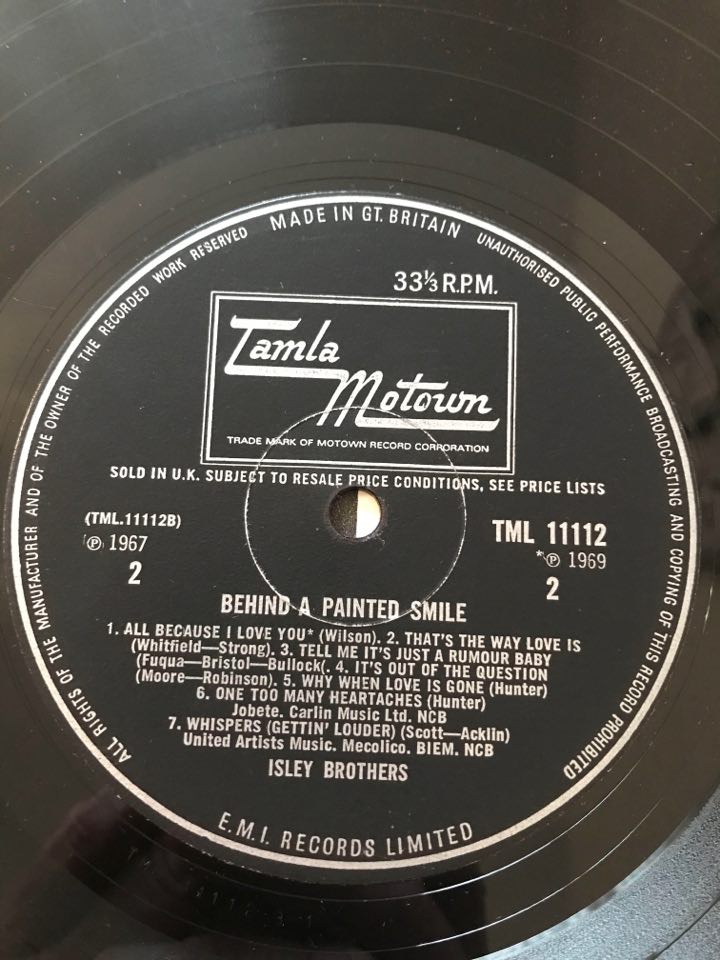 MADE IN GT. BRITAIN
UNAUTHORISED PUBLIC PERFORMANCE BROADCASTING AND COPYING OF THIS RECORD PROHIBITED
ALL RIGHTS OF THE MANUFACTURER AND OF THE OWNER OF THE RECORDED WORK RESERVED
33⅓ R.P.M.
Tamla
Motown
TRADE MARK OF MOTOWN RECORD CORPORATION
SOLD IN U.K. SUBJECT TO RESALE PRICE CONDITIONS, SEE PRICE LISTS
(TML.11112B)
℗ 1967
2
TML 11112
*℗ 1969
2
BEHIND A PAINTED SMILE
1. ALL BECAUSE I LOVE YOU* (Wilson). 2. THAT'S THE WAY LOVE IS
(Whitfield—Strong). 3. TELL ME IT'S JUST A RUMOUR BABY
(Fuqua—Bristol—Bullock(. 4. IT'S OUT OF THE QUESTION
(Moore—Robinson). 5. WHY WHEN LOVE IS GONE (Hunter)
6. ONE TOO MANY HEARTACHES (Hunter)
Jobete. Carlin Music Ltd. NCB
7. WHISPERS (GETTIN' LOUDER) (Scott—Acklin)
United Artists Music. Mecolico. BIEM. NCB
ISLEY BROTHERS
E.M.I. RECORDS LIMITED